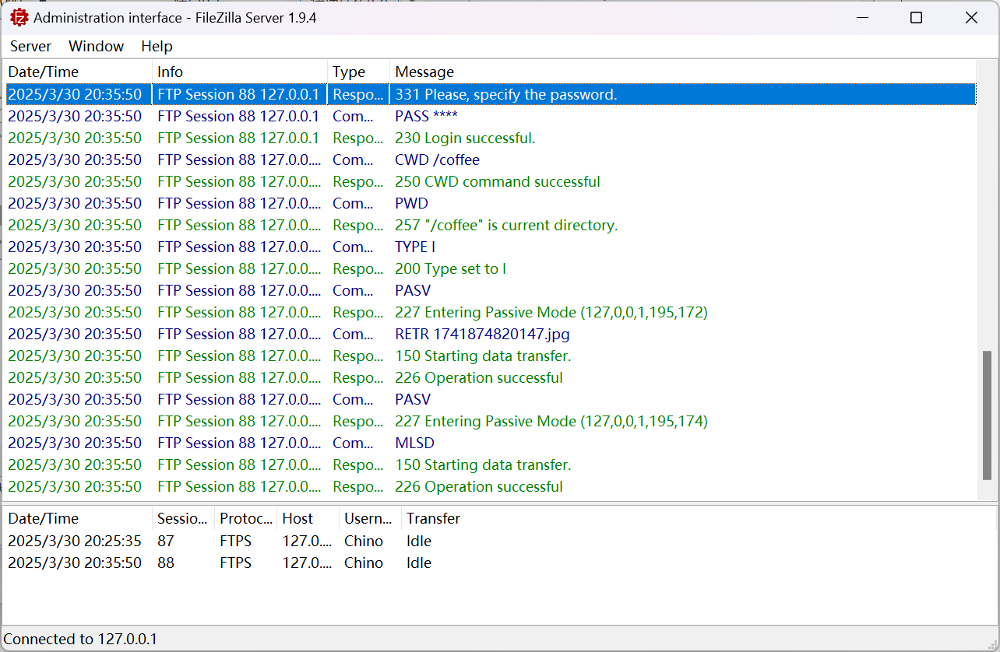 Administration interface - FileZilla Server 1.9.4
Server Window Help
Date/Time Info Type Message
2025/3/30 20:35:50 FTP Session 88 127.0.0.1 Respo... 331 Please, specify the password.
2025/3/30 20:35:50 FTP Session 88 127.0.0.1 Com... PASS ****
2025/3/30 20:35:50 FTP Session 88 127.0.0.1 Respo... 230 Login successful.
2025/3/30 20:35:50 FTP Session 88 127.0.0.... Com... CWD /coffee
2025/3/30 20:35:50 FTP Session 88 127.0.0.... Respo... 250 CWD command successful
2025/3/30 20:35:50 FTP Session 88 127.0.0.... Com... PWD
2025/3/30 20:35:50 FTP Session 88 127.0.0.... Respo... 257 "/coffee" is current directory.
2025/3/30 20:35:50 FTP Session 88 127.0.0.... Com... TYPE I
2025/3/30 20:35:50 FTP Session 88 127.0.0.... Respo... 200 Type set to I
2025/3/30 20:35:50 FTP Session 88 127.0.0.... Com... PASV
2025/3/30 20:35:50 FTP Session 88 127.0.0.... Respo... 227 Entering Passive Mode (127,0,0,1,195,172)
2025/3/30 20:35:50 FTP Session 88 127.0.0.... Com... RETR 1741874820147.jpg
2025/3/30 20:35:50 FTP Session 88 127.0.0.... Respo... 150 Starting data transfer.
2025/3/30 20:35:50 FTP Session 88 127.0.0.... Respo... 226 Operation successful
2025/3/30 20:35:50 FTP Session 88 127.0.0.... Com... PASV
2025/3/30 20:35:50 FTP Session 88 127.0.0.... Respo... 227 Entering Passive Mode (127,0,0,1,195,174)
2025/3/30 20:35:50 FTP Session 88 127.0.0.... Com... MLSD
2025/3/30 20:35:50 FTP Session 88 127.0.0.... Respo... 150 Starting data transfer.
2025/3/30 20:35:50 FTP Session 88 127.0.0.... Respo... 226 Operation successful
Date/Time Sessio... Protoc... Host Usern... Transfer
2025/3/30 20:25:35 87 FTPS 127.0.... Chino Idle
2025/3/30 20:35:50 88 FTPS 127.0.... Chino Idle
Connected to 127.0.0.1